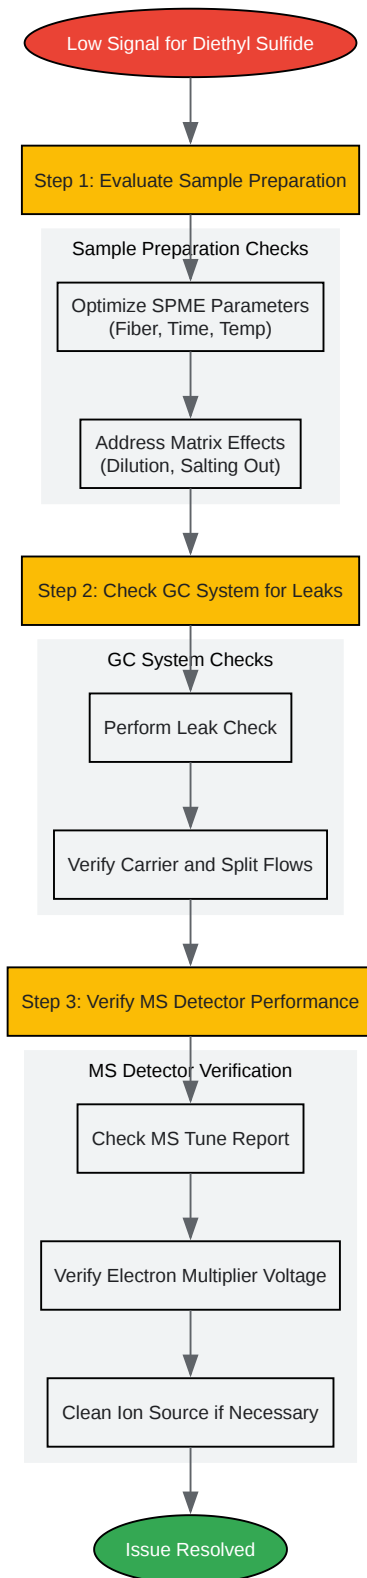 Low Signal for Diethyl Sulfide
Step 1: Evaluate Sample Preparation
Sample Preparation Checks
Optimize SPME Parameters
(Fiber, Time, Temp)
Address Matrix Effects
(Dilution, Salting Out)
Step 2: Check GC System for Leaks
GC System Checks
Perform Leak Check
Verify Carrier and Split Flows
Step 3: Verify MS Detector Performance
MS Detector Verification
Check MS Tune Report
Verify Electron Multiplier Voltage
Clean Ion Source if Necessary
Issue Resolved